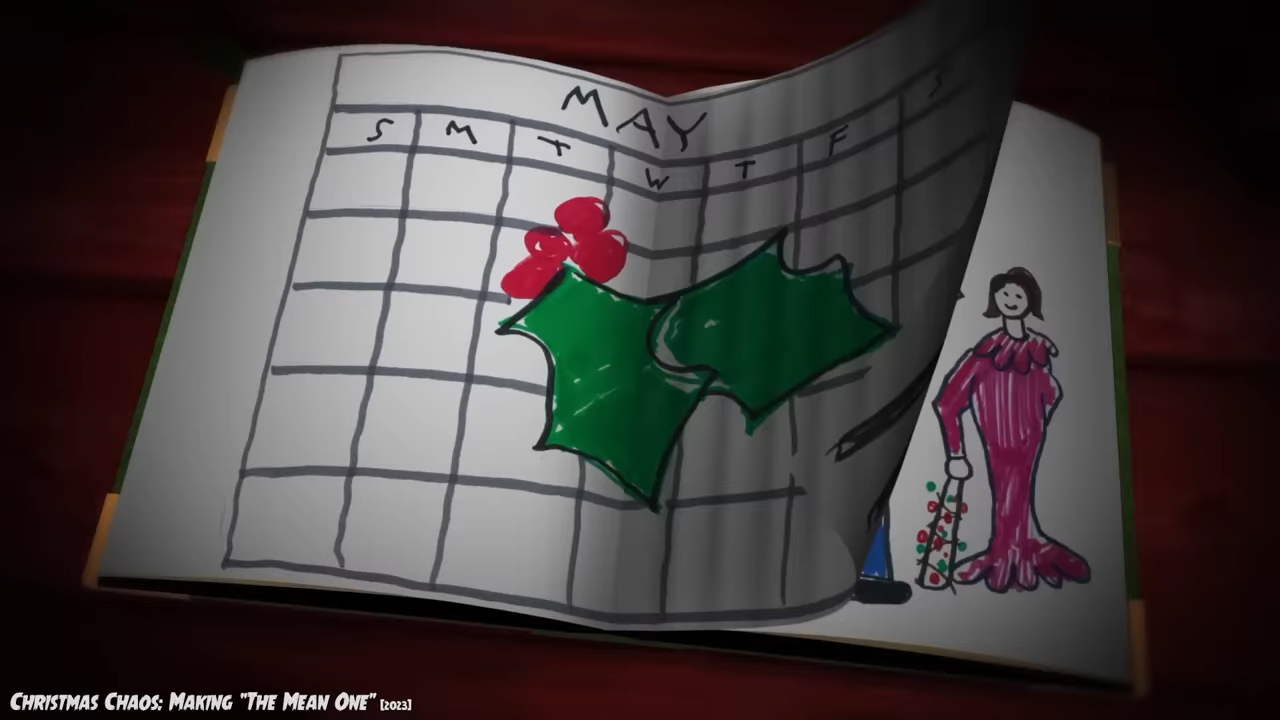 MAY
S M T W T F S
CHRISTMAS CHAOS: MAKING "THE MEAN ONE" [2023]